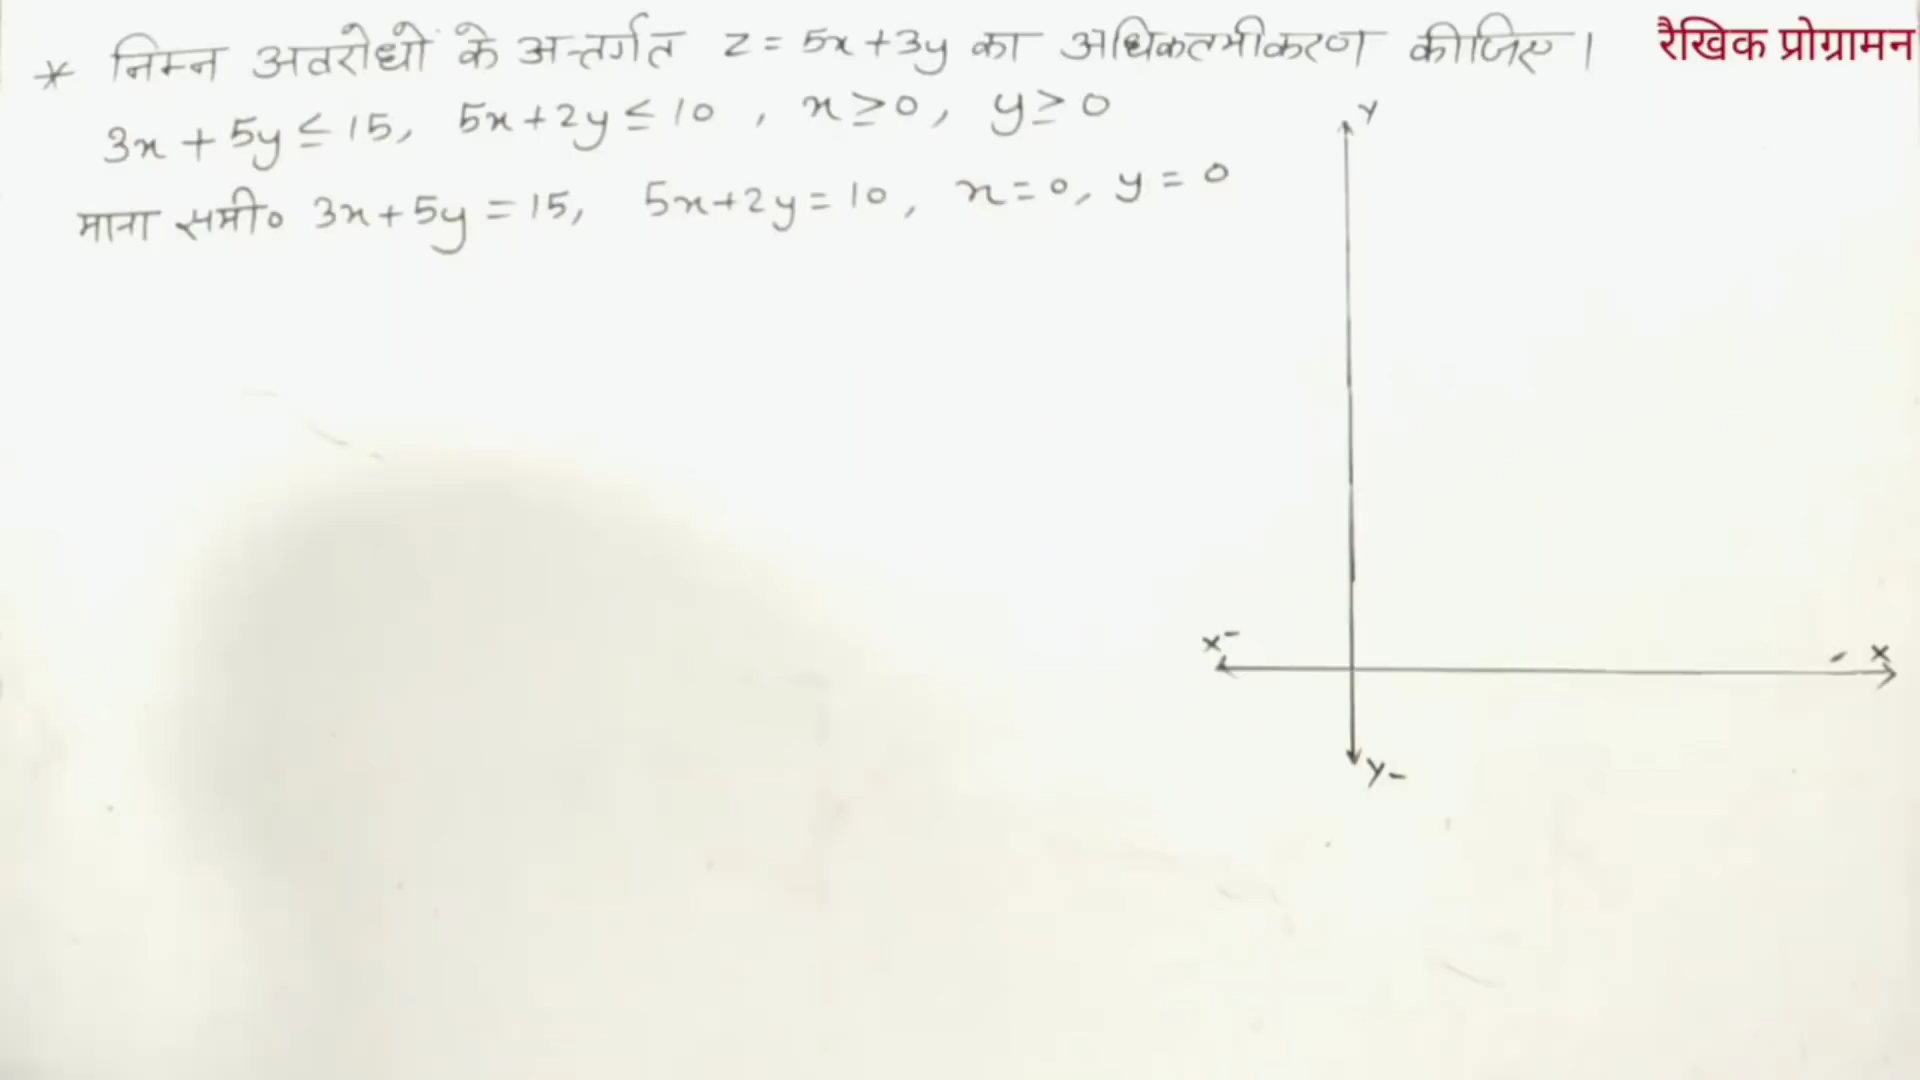 * निम्न अवरोधों के अन्तर्गत z = 5x + 3y का अधिकतमीकरण कीजिए। रैखिक प्रोग्रामन
3x + 5y ≤ 15, 5x + 2y ≤ 10, x ≥ 0, y ≥ 0
माना समी० 3x + 5y = 15, 5x + 2y = 10, x = 0, y = 0
Y
X- X
Y-